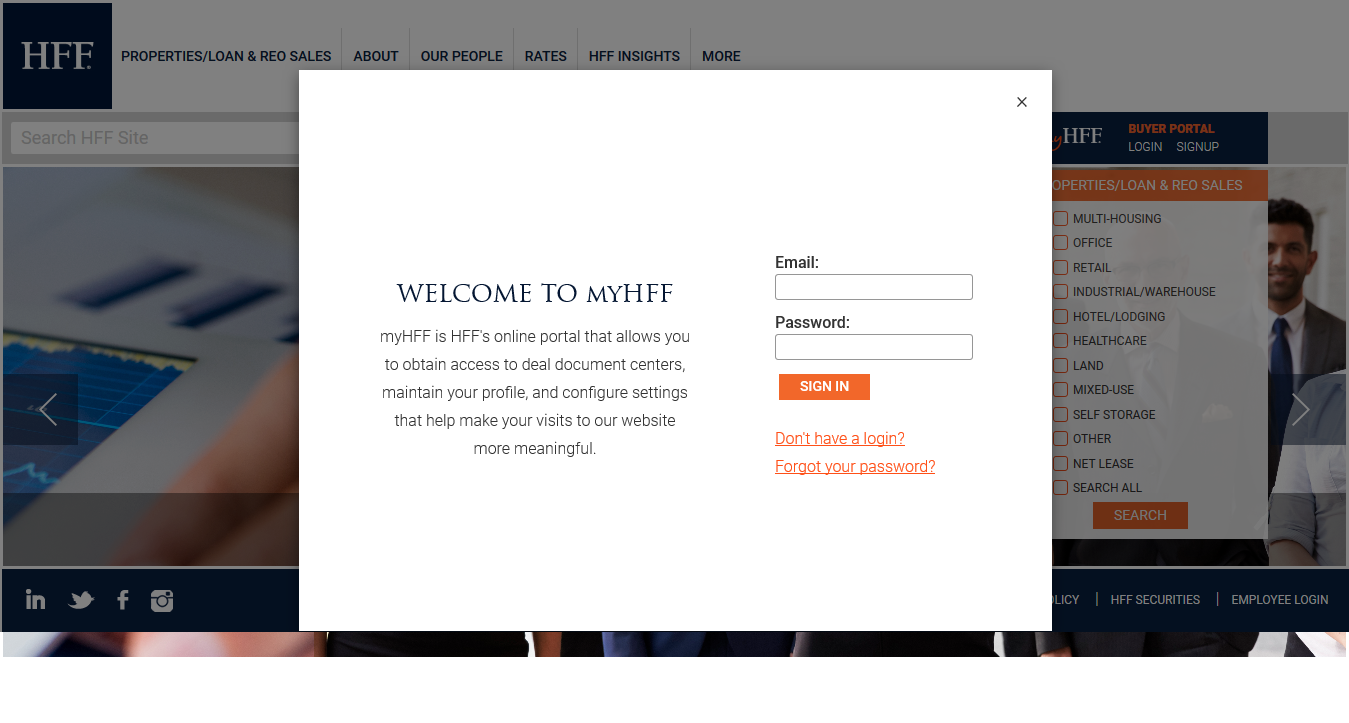 HFF
PROPERTIES/LOAN & REO SALES
ABOUT
OUR PEOPLE
RATES
HFF INSIGHTS
MORE
Search HFF Site
yHFF
BUYER PORTAL
LOGIN SIGNUP
×
WELCOME TO MYHFF
myHFF is HFF's online portal that allows you
to obtain access to deal document centers,
maintain your profile, and configure settings
that help make your visits to our website
more meaningful.
Email:
Password:
SIGN IN
Don't have a login?
Forgot your password?
OPERTIES/LOAN & REO SALES
MULTI-HOUSING
OFFICE
RETAIL
INDUSTRIAL/WAREHOUSE
HOTEL/LODGING
HEALTHCARE
LAND
MIXED-USE
SELF STORAGE
OTHER
NET LEASE
SEARCH ALL
SEARCH
OLICY | HFF SECURITIES | EMPLOYEE LOGIN